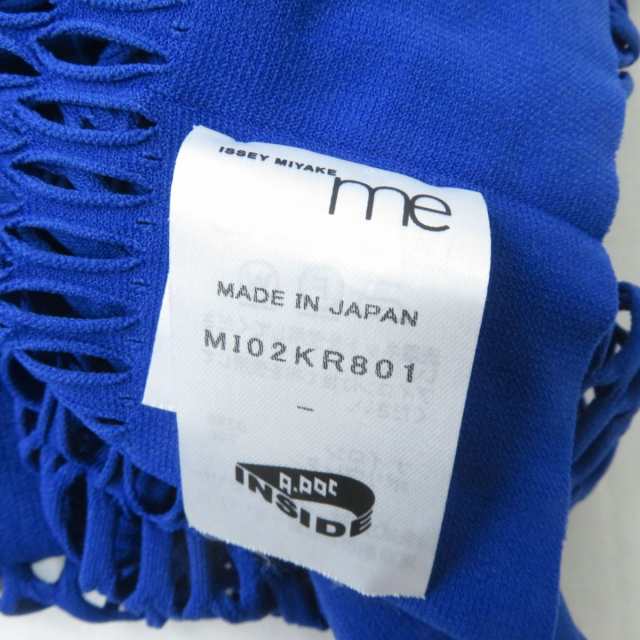 ISSEY MIYAKE
me
MADE IN JAPAN
MI02KR801
–
A.POC
INSIDE